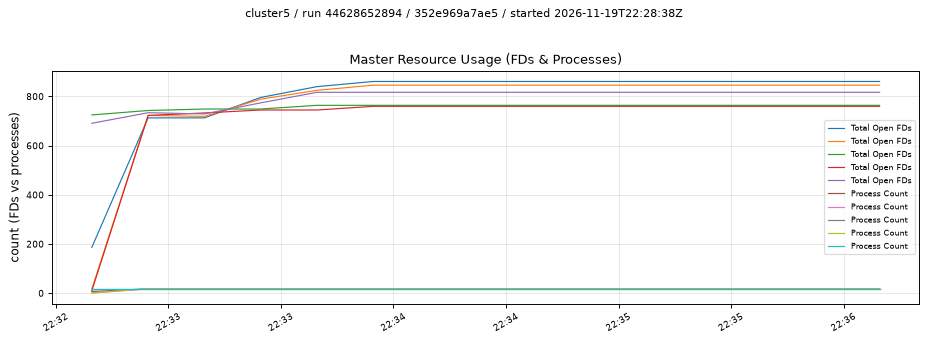 cluster5 / run 44628652894 / 352e969a7ae5 / started 2026-11-19T22:28:38Z
Master Resource Usage (FDs & Processes)
count (FDs vs processes)
800
600
400
200
0
Total Open FDs
Total Open FDs
Total Open FDs
Total Open FDs
Total Open FDs
Process Count
Process Count
Process Count
Process Count
Process Count
22:32
22:33
22:33
22:34
22:34
22:35
22:35
22:36